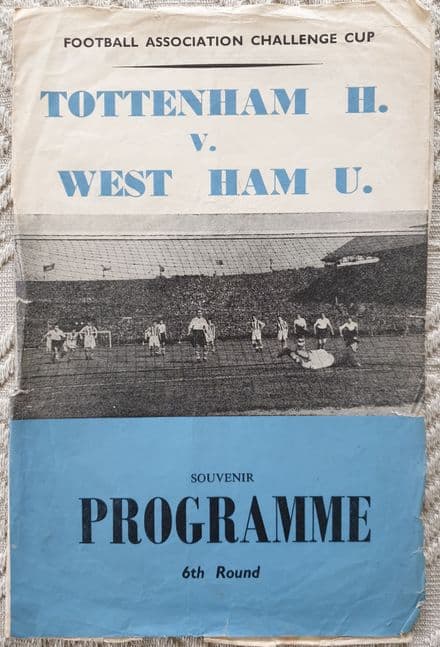 FOOTBALL ASSOCIATION CHALLENGE CUP
TOTTENHAM H.
V.
WEST HAM U.
SOUVENIR
PROGRAMME
6th Round